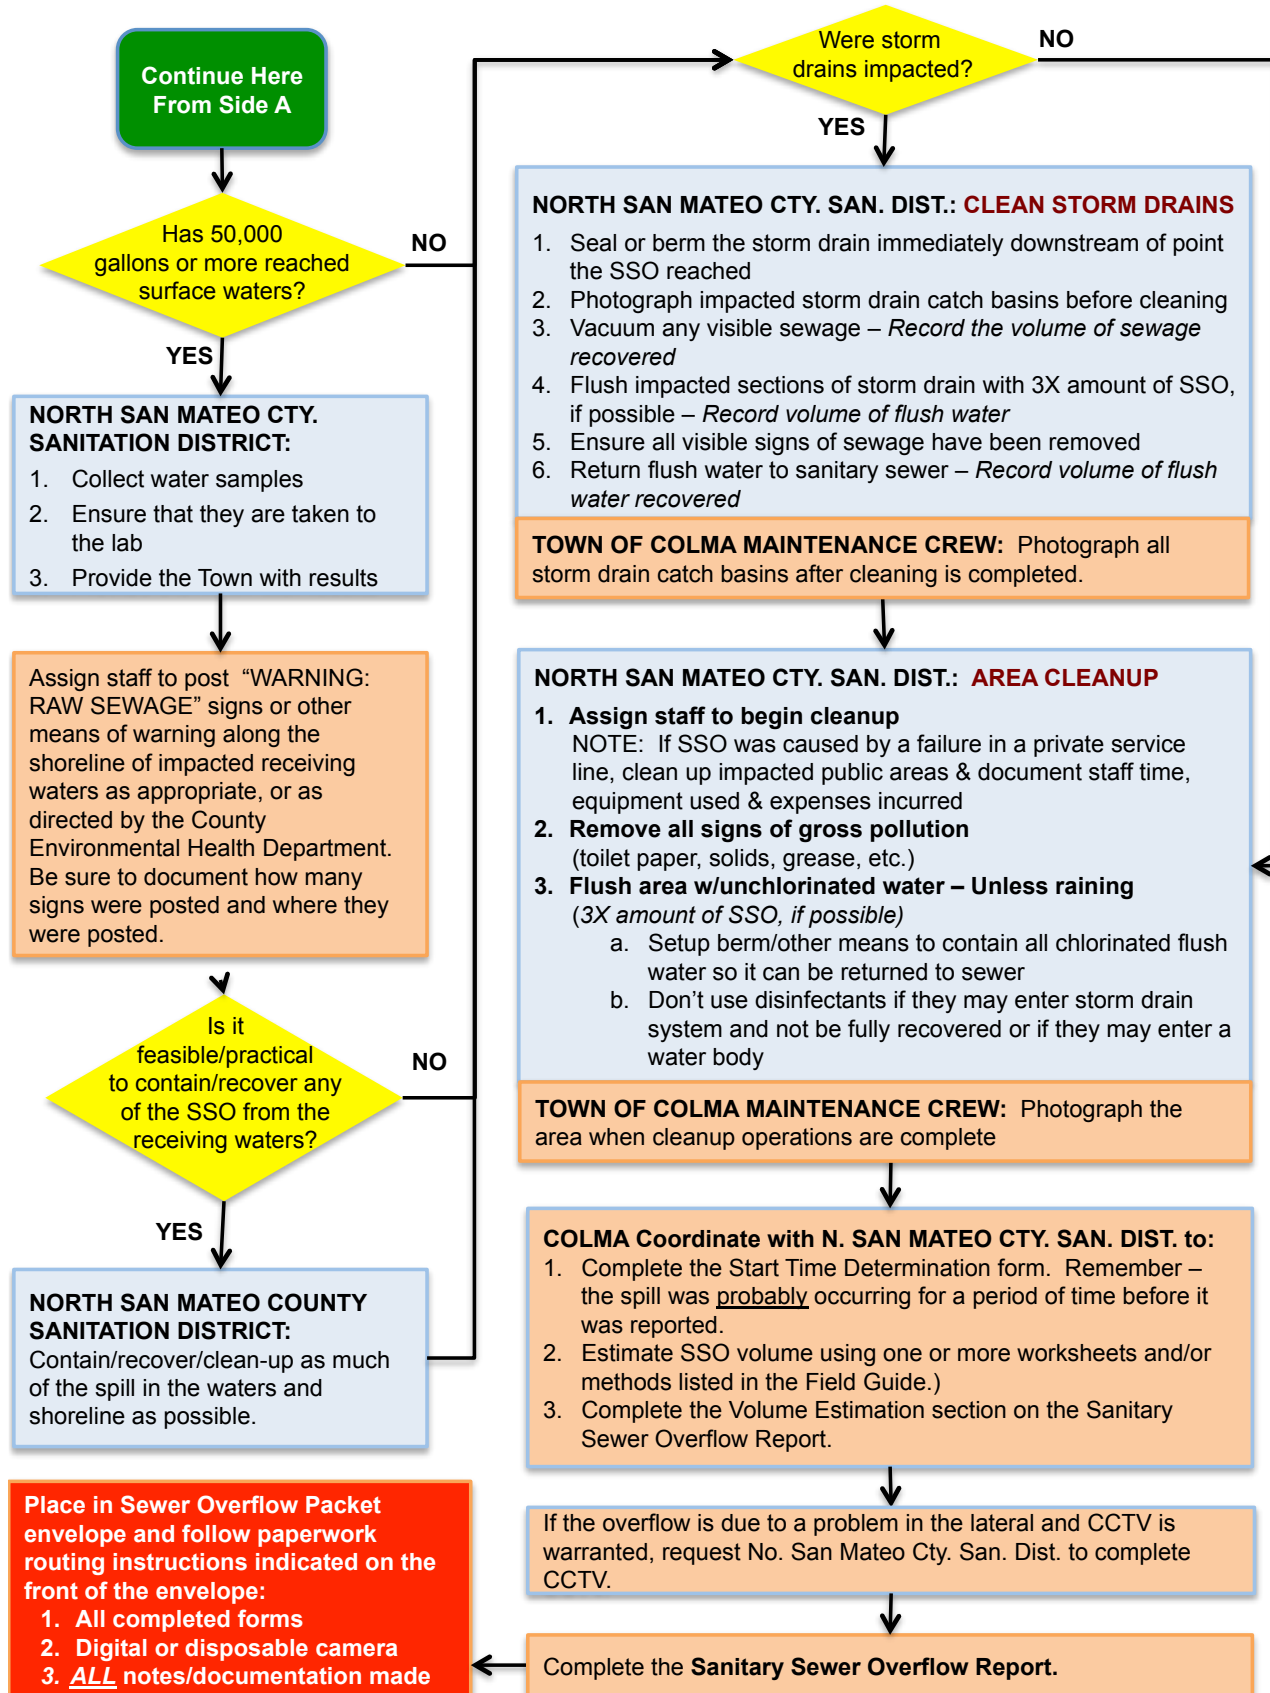 Continue Here
From Side A
Has 50,000
gallons or more reached
surface waters?
NO
YES
NORTH SAN MATEO CTY.
SANITATION DISTRICT:
1. Collect water samples
2. Ensure that they are taken to
the lab
3. Provide the Town with results
Assign staff to post “WARNING:
RAW SEWAGE” signs or other
means of warning along the
shoreline of impacted receiving
waters as appropriate, or as
directed by the County
Environmental Health Department.
Be sure to document how many
signs were posted and where they
were posted.
Is it
feasible/practical
to contain/recover any
of the SSO from the
receiving waters?
NO
YES
NORTH SAN MATEO COUNTY
SANITATION DISTRICT:
Contain/recover/clean-up as much
of the spill in the waters and
shoreline as possible.
Were storm
drains impacted?
NO
YES
NORTH SAN MATEO CTY. SAN. DIST.: CLEAN STORM DRAINS
1. Seal or berm the storm drain immediately downstream of point
the SSO reached
2. Photograph impacted storm drain catch basins before cleaning
3. Vacuum any visible sewage – Record the volume of sewage
recovered
4. Flush impacted sections of storm drain with 3X amount of SSO,
if possible – Record volume of flush water
5. Ensure all visible signs of sewage have been removed
6. Return flush water to sanitary sewer – Record volume of flush
water recovered
TOWN OF COLMA MAINTENANCE CREW: Photograph all
storm drain catch basins after cleaning is completed.
NORTH SAN MATEO CTY. SAN. DIST.: AREA CLEANUP
1. Assign staff to begin cleanup
NOTE: If SSO was caused by a failure in a private service
line, clean up impacted public areas & document staff time,
equipment used & expenses incurred
2. Remove all signs of gross pollution
(toilet paper, solids, grease, etc.)
3. Flush area w/unchlorinated water – Unless raining
(3X amount of SSO, if possible)
a. Setup berm/other means to contain all chlorinated flush
water so it can be returned to sewer
b. Don’t use disinfectants if they may enter storm drain
system and not be fully recovered or if they may enter a
water body
TOWN OF COLMA MAINTENANCE CREW: Photograph the
area when cleanup operations are complete
COLMA Coordinate with N. SAN MATEO CTY. SAN. DIST. to:
1. Complete the Start Time Determination form. Remember –
the spill was probably occurring for a period of time before it
was reported.
2. Estimate SSO volume using one or more worksheets and/or
methods listed in the Field Guide.)
3. Complete the Volume Estimation section on the Sanitary
Sewer Overflow Report.
If the overflow is due to a problem in the lateral and CCTV is
warranted, request No. San Mateo Cty. San. Dist. to complete
CCTV.
Complete the Sanitary Sewer Overflow Report.
Place in Sewer Overflow Packet
envelope and follow paperwork
routing instructions indicated on the
front of the envelope:
1. All completed forms
2. Digital or disposable camera
3. ALL notes/documentation made